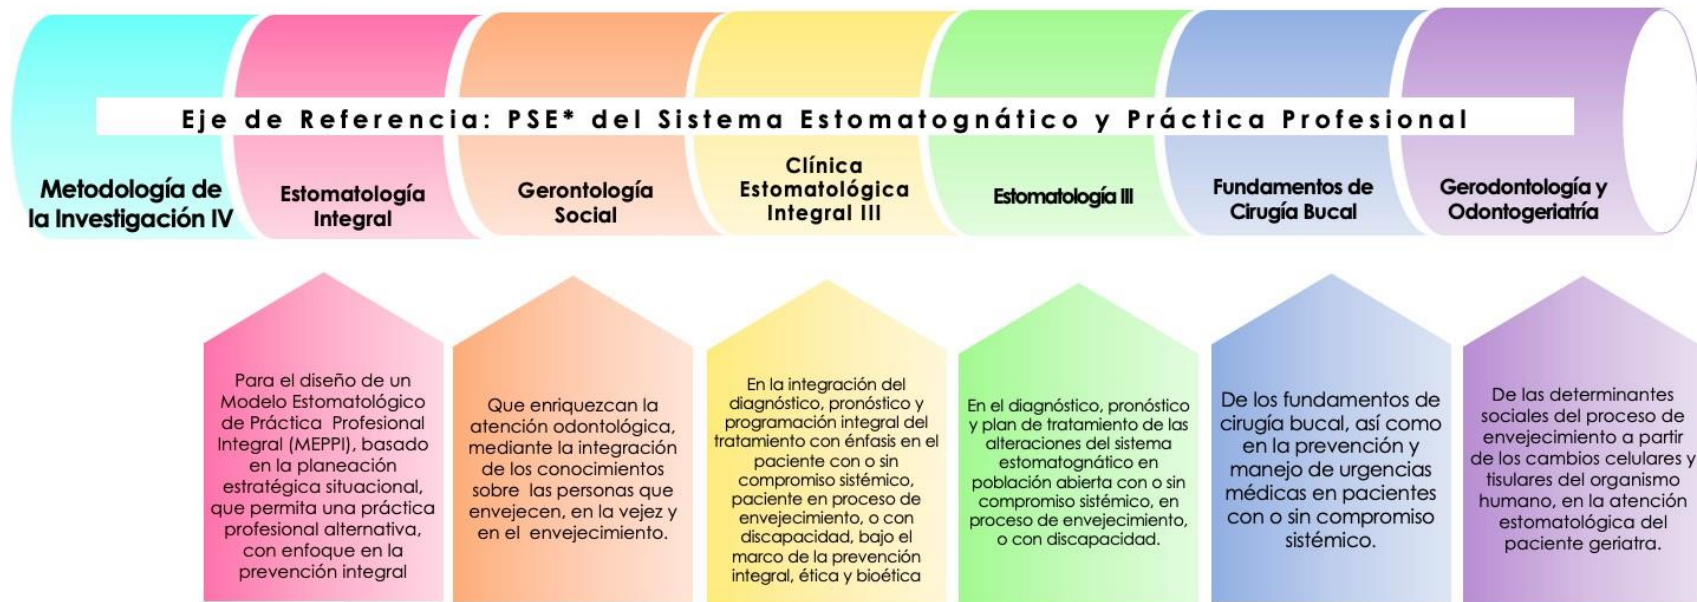 Eje de Referencia: PSE* del Sistema Estomatognático y Práctica Profesional
Metodología de
la Investigación IV
Estomatología
Integral
Gerontología
Social
Clínica
Estomatológica
Integral III
Estomatología III
Fundamentos de
Cirugía Bucal
Gerodontología y
Odontogeriatría
Para el diseño de un
Modelo Estomatológico
de Práctica Profesional
Integral (MEPPI), basado
en la planeación
estratégica situacional,
que permita una práctica
profesional alternativa,
con enfoque en la
prevención integral
Que enriquezcan la
atención odontológica,
mediante la integración
de los conocimientos
sobre las personas que
envejecen, en la vejez y
en el envejecimiento.
En la integración del
diagnóstico, pronóstico y
programación integral del
tratamiento con énfasis en el
paciente con o sin
compromiso sistémico,
paciente en proceso de
envejecimiento, o con
discapacidad, bajo el
marco de la prevención
integral, ética y bioética
En el diagnóstico, pronóstico
y plan de tratamiento de las
alteraciones del sistema
estomatognático en
población abierta con o sin
compromiso sistémico, en
proceso de envejecimiento,
o con discapacidad.
De los fundamentos de
cirugía bucal, así como
en la prevención y
manejo de urgencias
médicas en pacientes
con o sin compromiso
sistémico.
De las determinantes
sociales del proceso de
envejecimiento a partir
de los cambios celulares y
tisulares del organismo
humano, en la atención
estomatológica del
paciente geriatra.